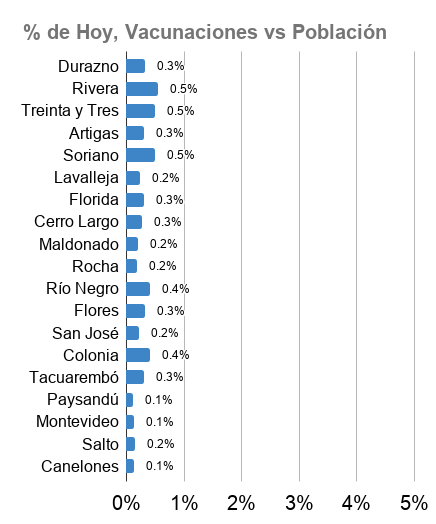 % de Hoy, Vacunaciones vs Población
Durazno 0.3%
Rivera 0.5%
Treinta y Tres 0.5%
Artigas 0.3%
Soriano 0.5%
Lavalleja 0.2%
Florida 0.3%
Cerro Largo 0.3%
Maldonado 0.2%
Rocha 0.2%
Río Negro 0.4%
Flores 0.3%
San José 0.2%
Colonia 0.4%
Tacuarembó 0.3%
Paysandú 0.1%
Montevideo 0.1%
Salto 0.2%
Canelones 0.1%
0% 1% 2% 3% 4% 5%